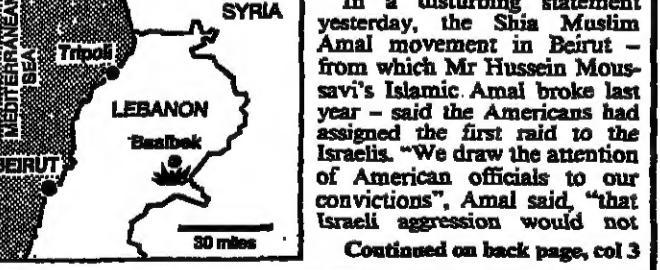 MEDITERRANEAN
SEA
SYRIA
Tripoli
LEBANON
Baalbek
BEIRUT
30 miles
In a disturbing statement
yesterday, the Shia Muslim
Amal movement in Beirut –
from which Mr Hussein Mous-
savi's Islamic Amal broke last
year – said the Americans had
assigned the first raid to the
Israelis. "We draw the attention
of American officials to our
convictions", Amal said, "that
Israeli aggression would not
Continued on back page, col 3